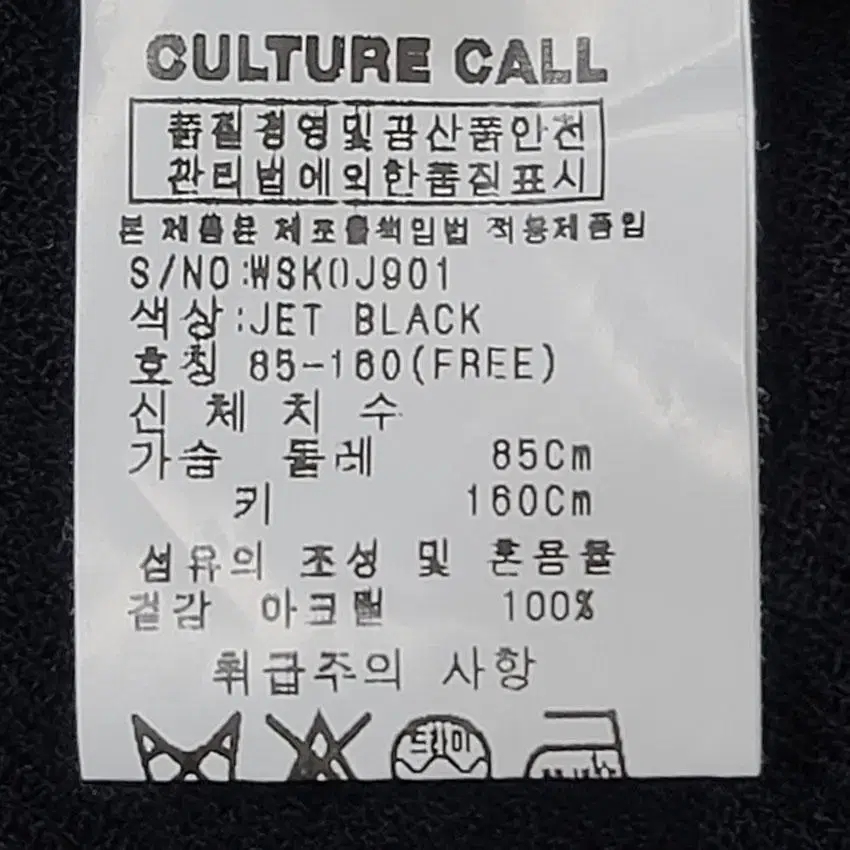 CULTURE CALL
품질경영및공산품안전
관리법에의한품질표시
본 제품은 제조물책임법 적용제품임
S/NO:WSK0J901
색상:JET BLACK
호칭 85-160(FREE)
신 체 치 수
가슴 둘레 85Cm
키 160Cm
섬유의 조성 및 혼용율
겉감 아크릴 100%
취급주의 사항
드라이